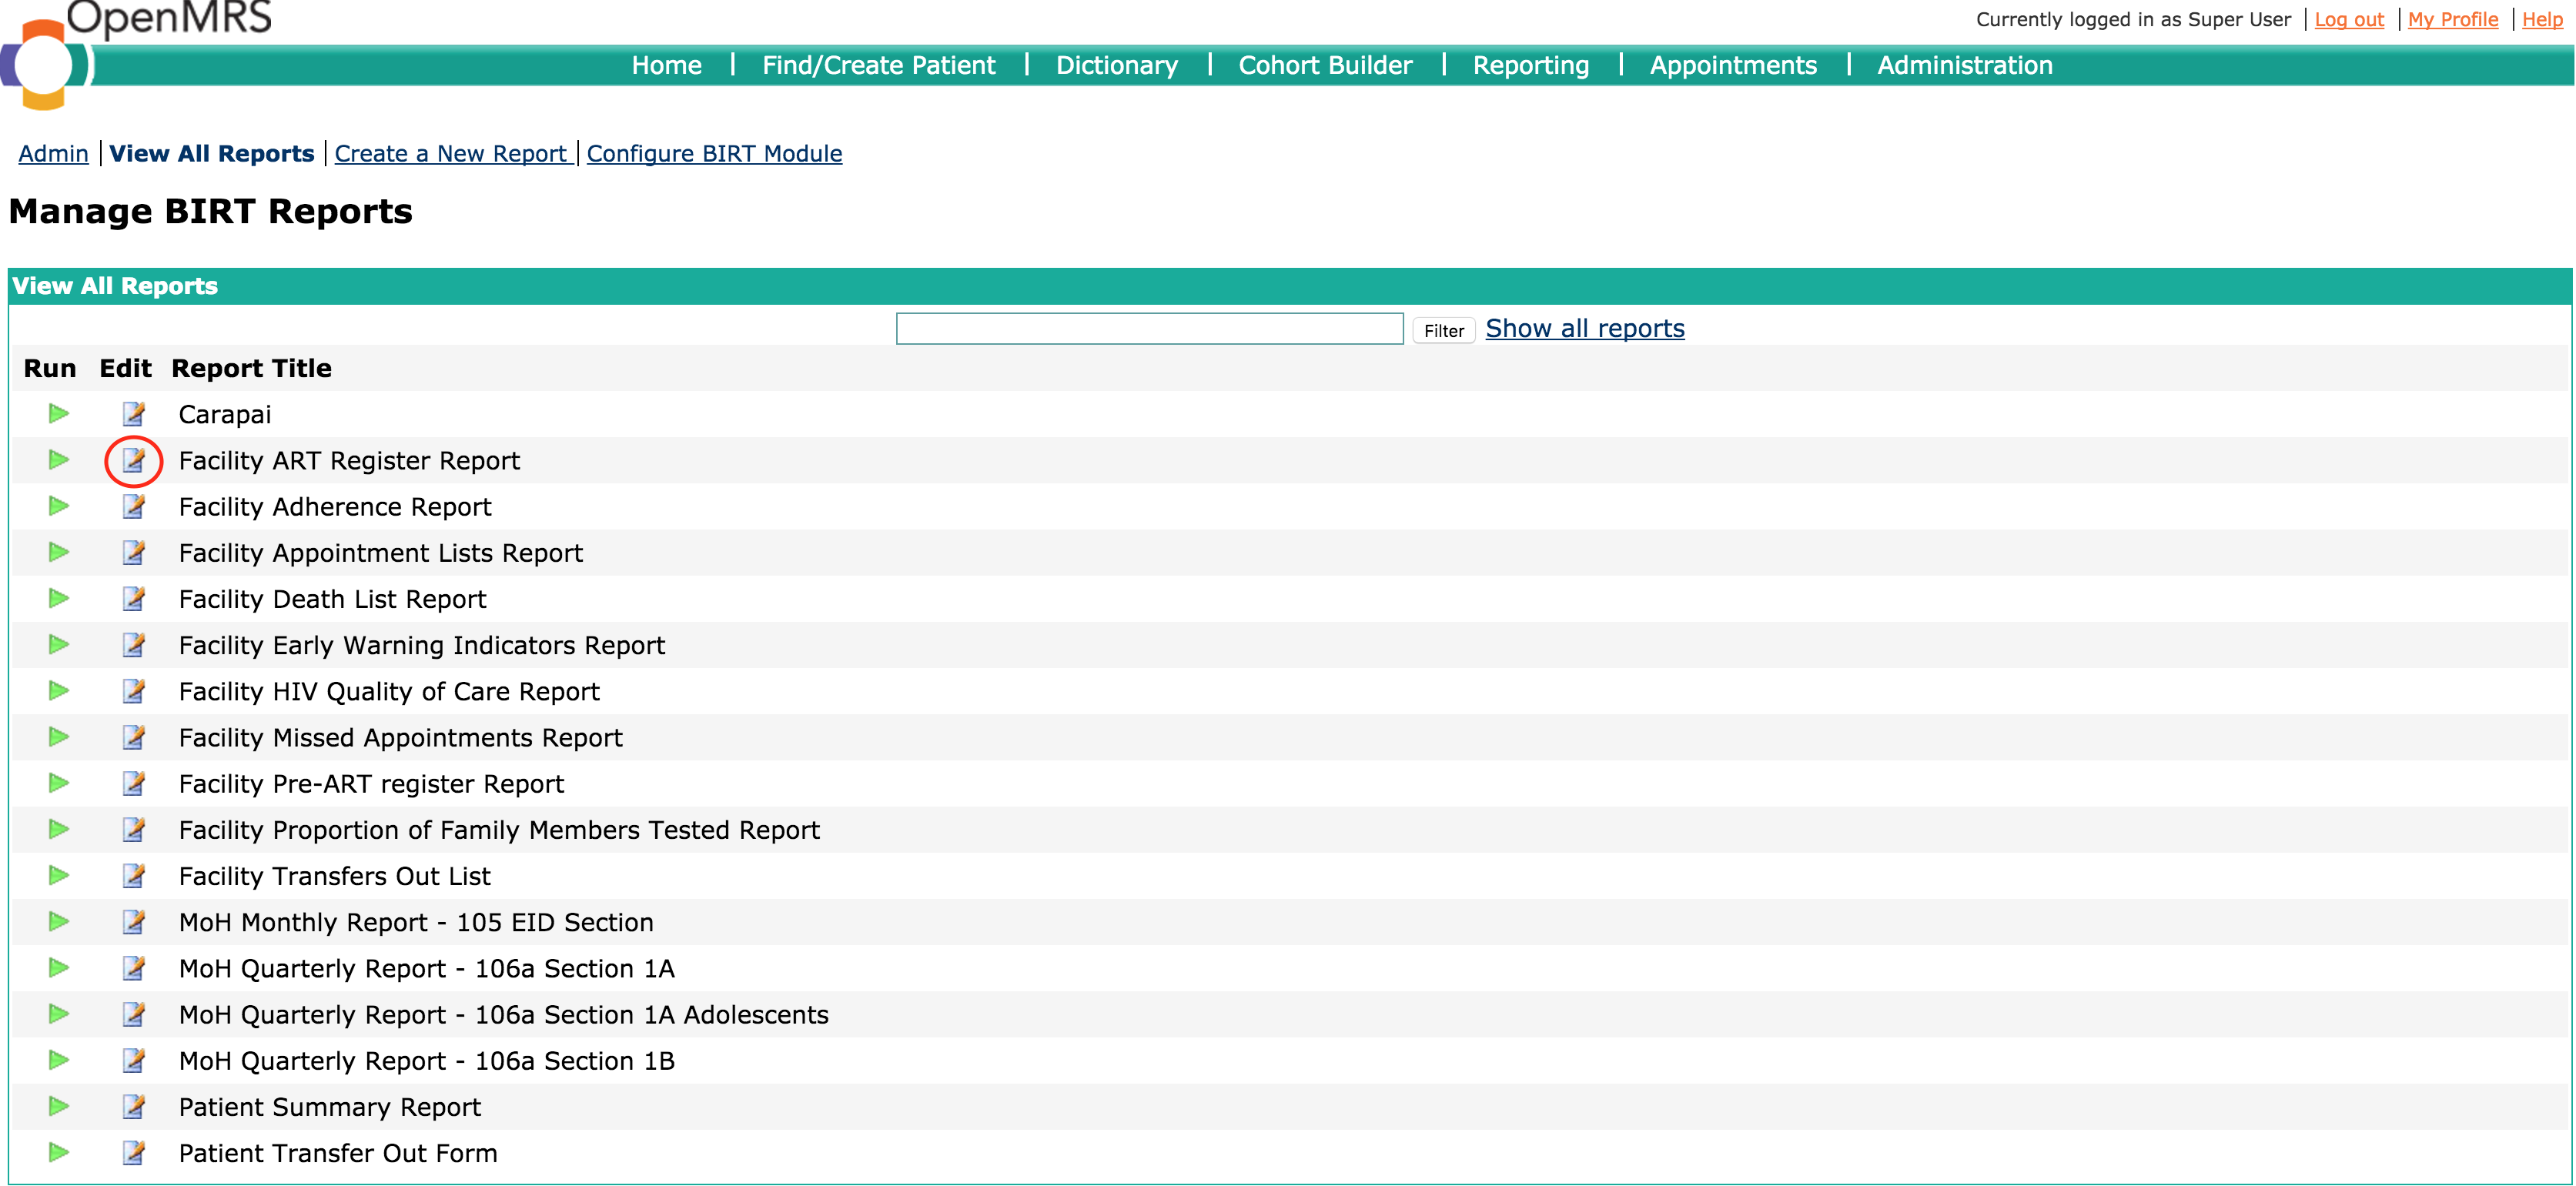 OpenMRS
Currently logged in as Super User | Log out | My Profile | Help
Home | Find/Create Patient | Dictionary | Cohort Builder | Reporting | Appointments | Administration
Admin | View All Reports | Create a New Report | Configure BIRT Module
Manage BIRT Reports
View All Reports
Filter Show all reports
Run Edit Report Title
Carapai
Facility ART Register Report
Facility Adherence Report
Facility Appointment Lists Report
Facility Death List Report
Facility Early Warning Indicators Report
Facility HIV Quality of Care Report
Facility Missed Appointments Report
Facility Pre-ART register Report
Facility Proportion of Family Members Tested Report
Facility Transfers Out List
MoH Monthly Report - 105 EID Section
MoH Quarterly Report - 106a Section 1A
MoH Quarterly Report - 106a Section 1A Adolescents
MoH Quarterly Report - 106a Section 1B
Patient Summary Report
Patient Transfer Out Form